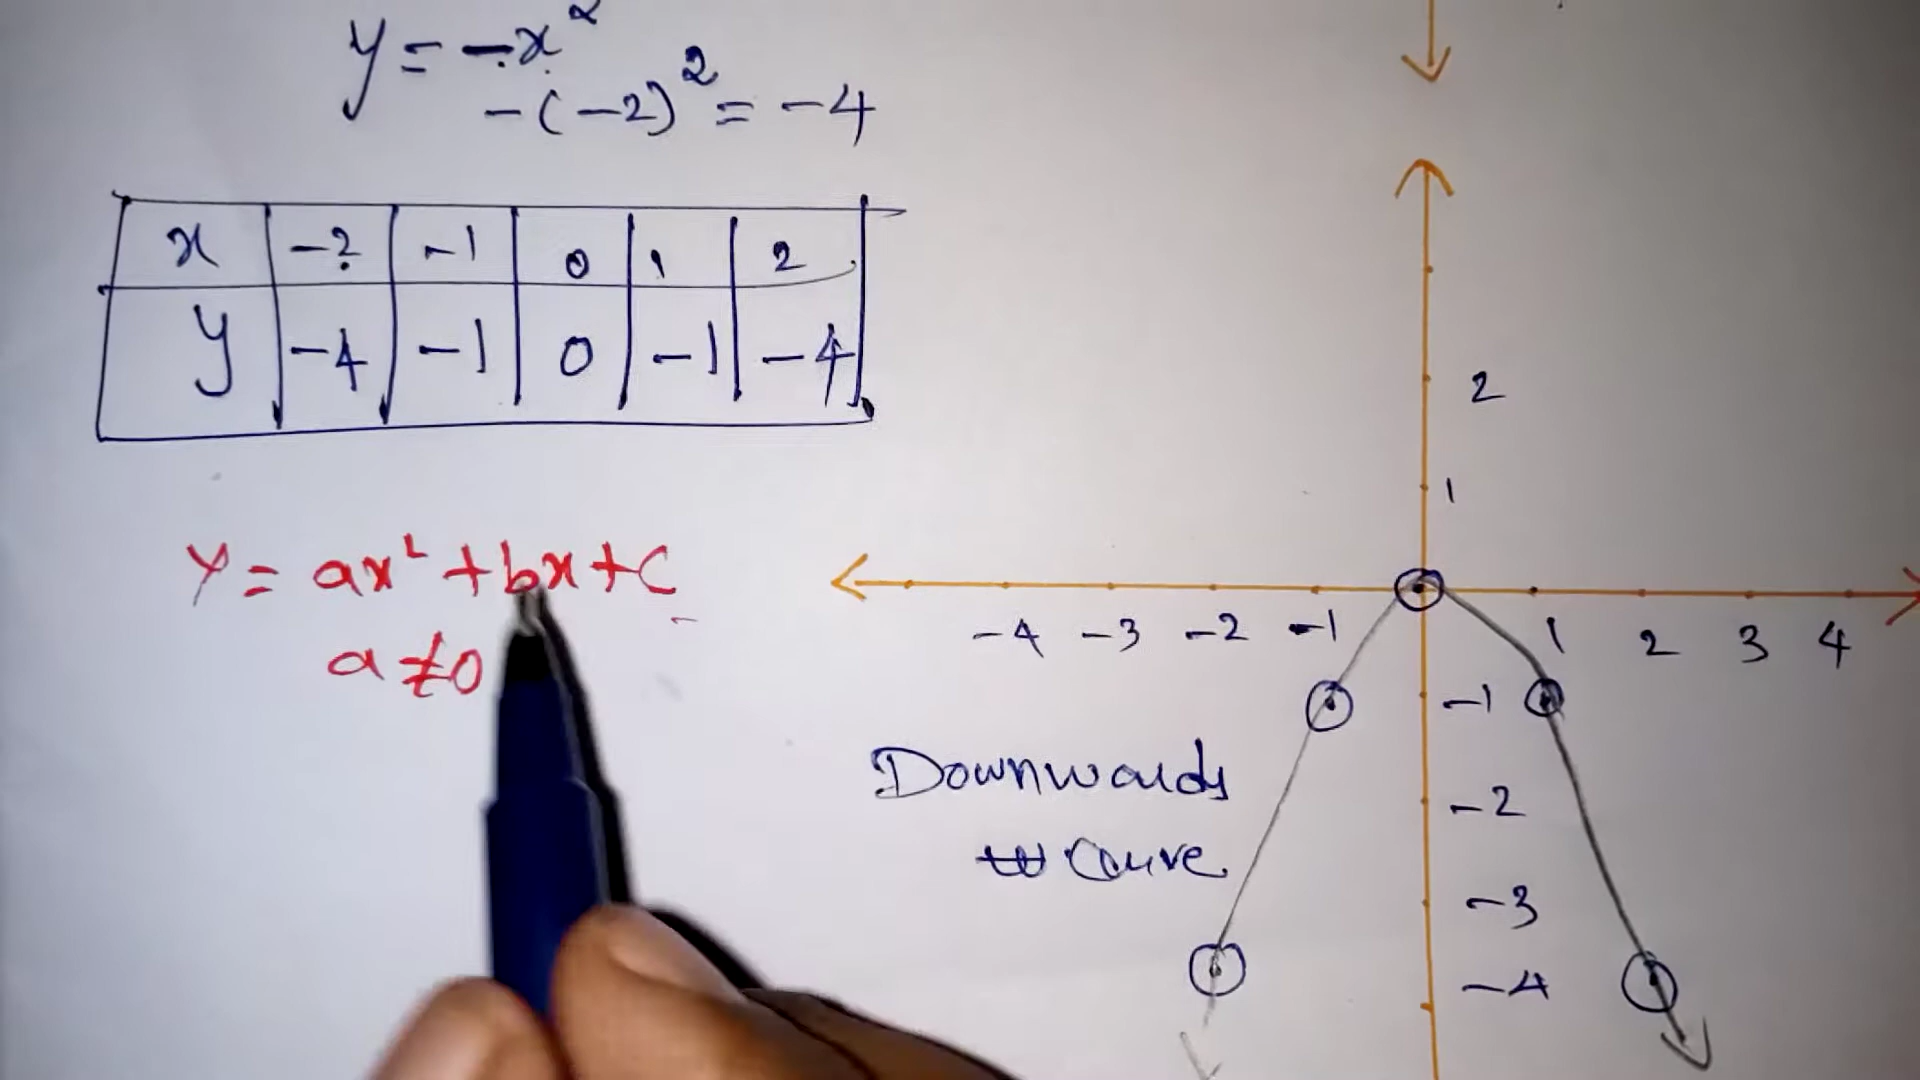 y = -x²
-(-2)² = -4
x -2 -1 0 1 2
y -4 -1 0 -1 -4
y = ax² + bx + c
a ≠ 0
2
1
-4 -3 -2 -1 1 2 3 4
-1
Downwards
-2
Curve
-3
-4